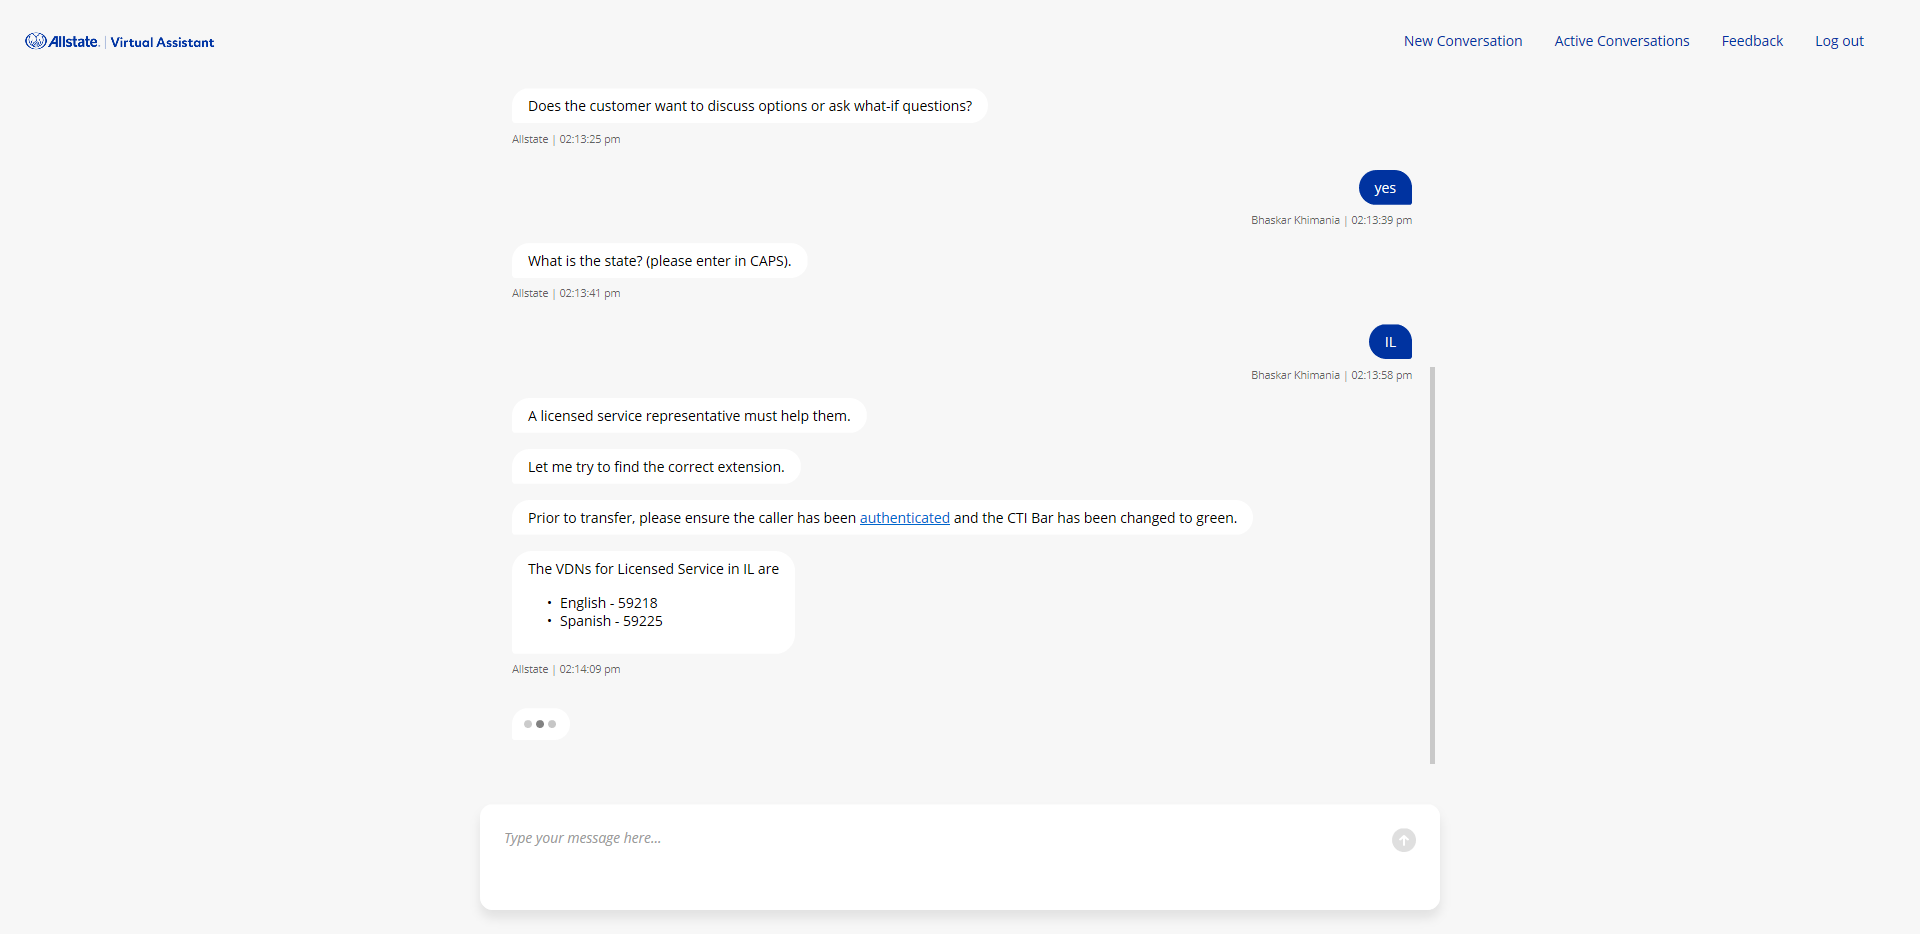 Allstate. | Virtual Assistant
New Conversation Active Conversations Feedback Log out
Does the customer want to discuss options or ask what-if questions?
Allstate | 02:13:25 pm
yes
Bhaskar Khimania | 02:13:39 pm
What is the state? (please enter in CAPS).
Allstate | 02:13:41 pm
IL
Bhaskar Khimania | 02:13:58 pm
A licensed service representative must help them.
Let me try to find the correct extension.
Prior to transfer, please ensure the caller has been authenticated and the CTI Bar has been changed to green.
The VDNs for Licensed Service in IL are
• English - 59218
• Spanish - 59225
Allstate | 02:14:09 pm
Type your message here...